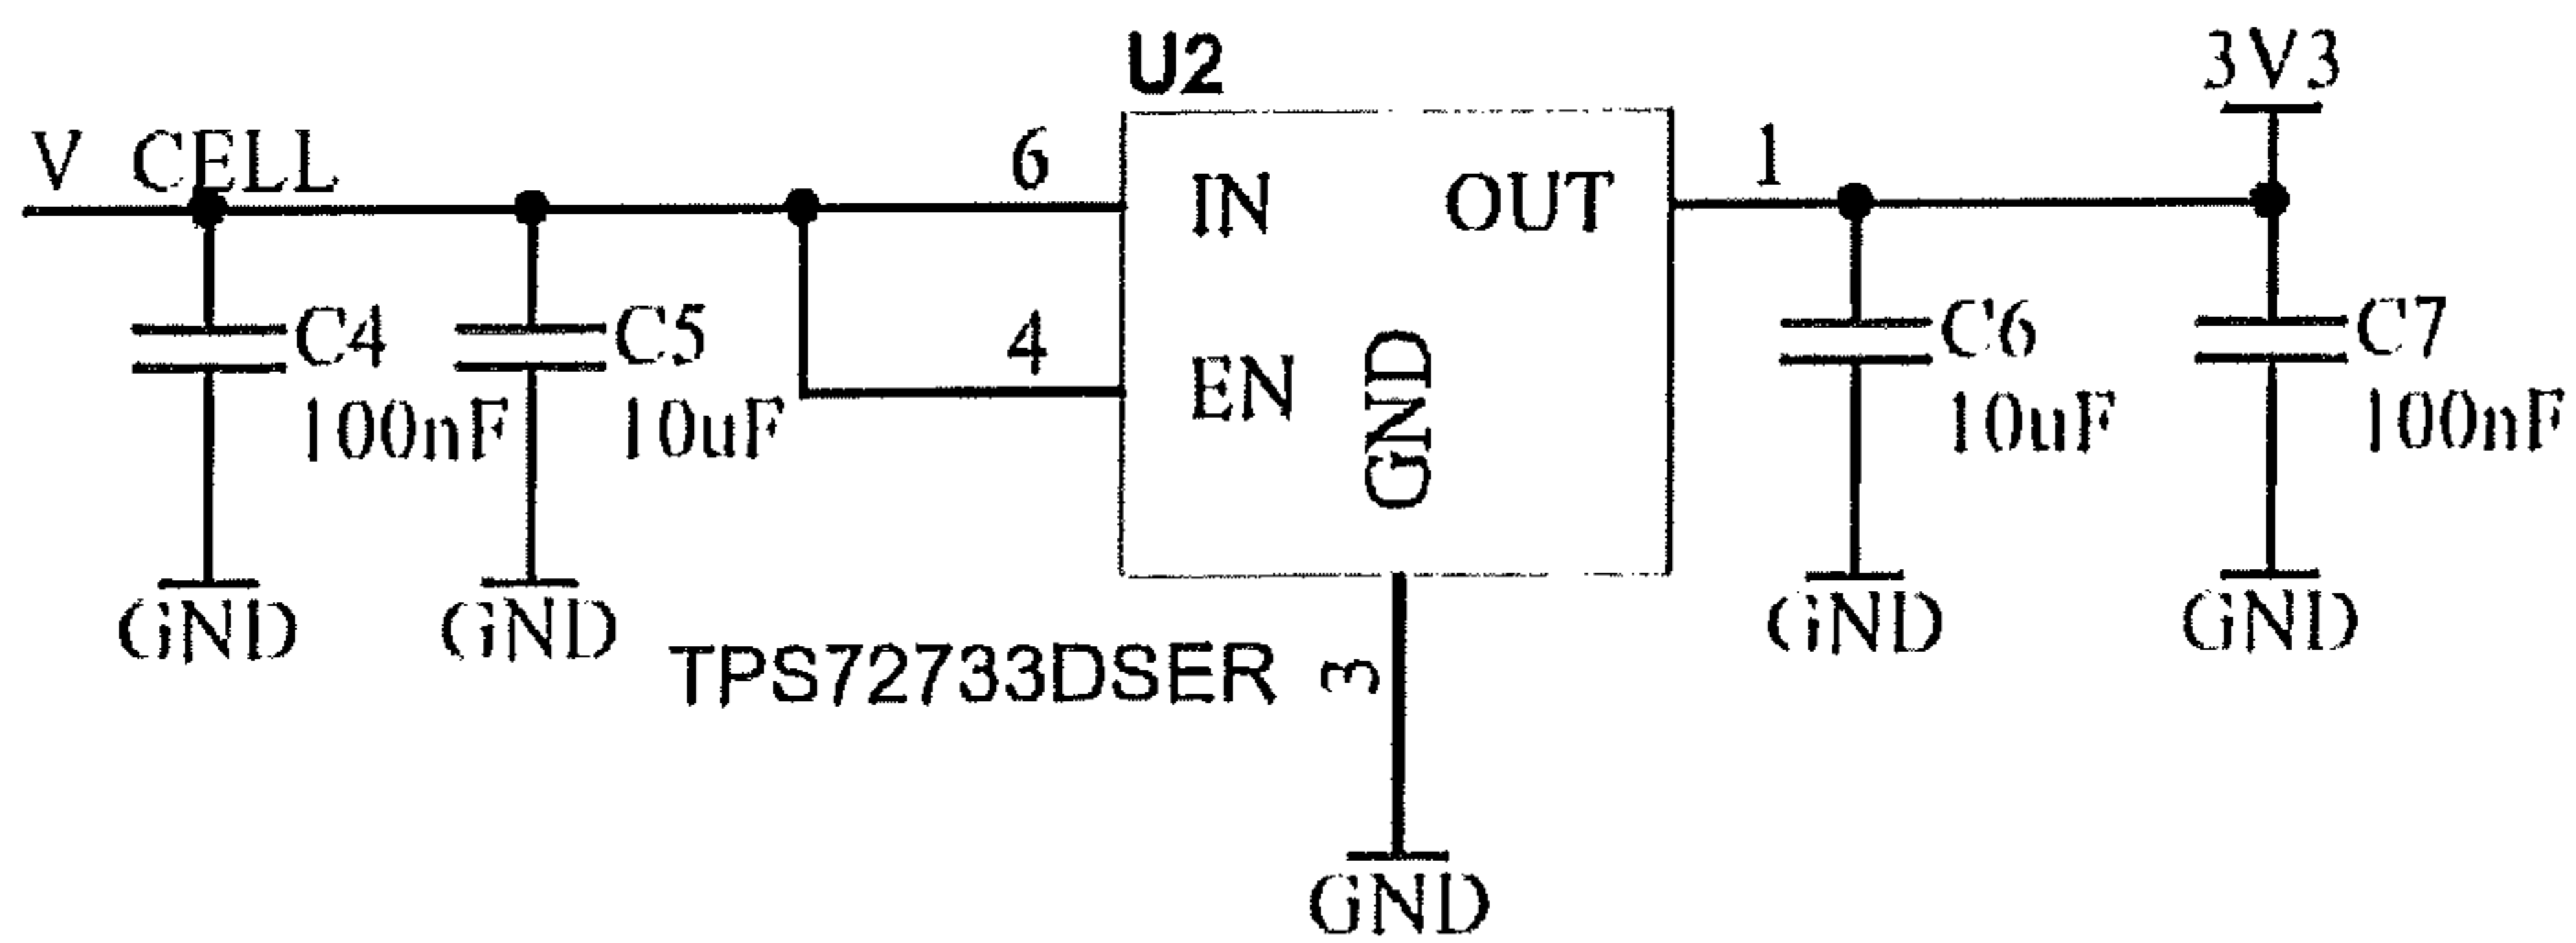 U2
3V3
V_CELL
6
IN
OUT
1
4
EN
GND
C4
100nF
C5
10uF
C6
10uF
C7
100nF
GND
GND
GND
GND
TPS72733DSER
3
GND